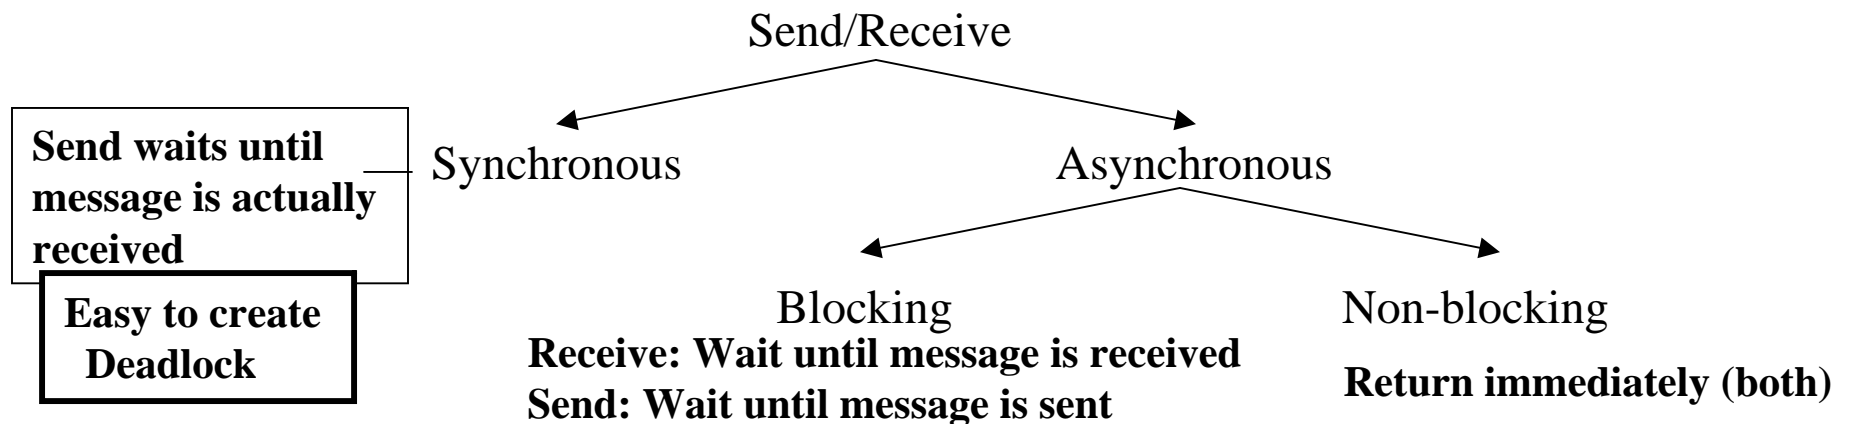 Send/Receive
Send waits until
message is actually
received
Synchronous
Asynchronous
Easy to create
Deadlock
Blocking
Receive: Wait until message is received
Send: Wait until message is sent
Non-blocking
Return immediately (both)